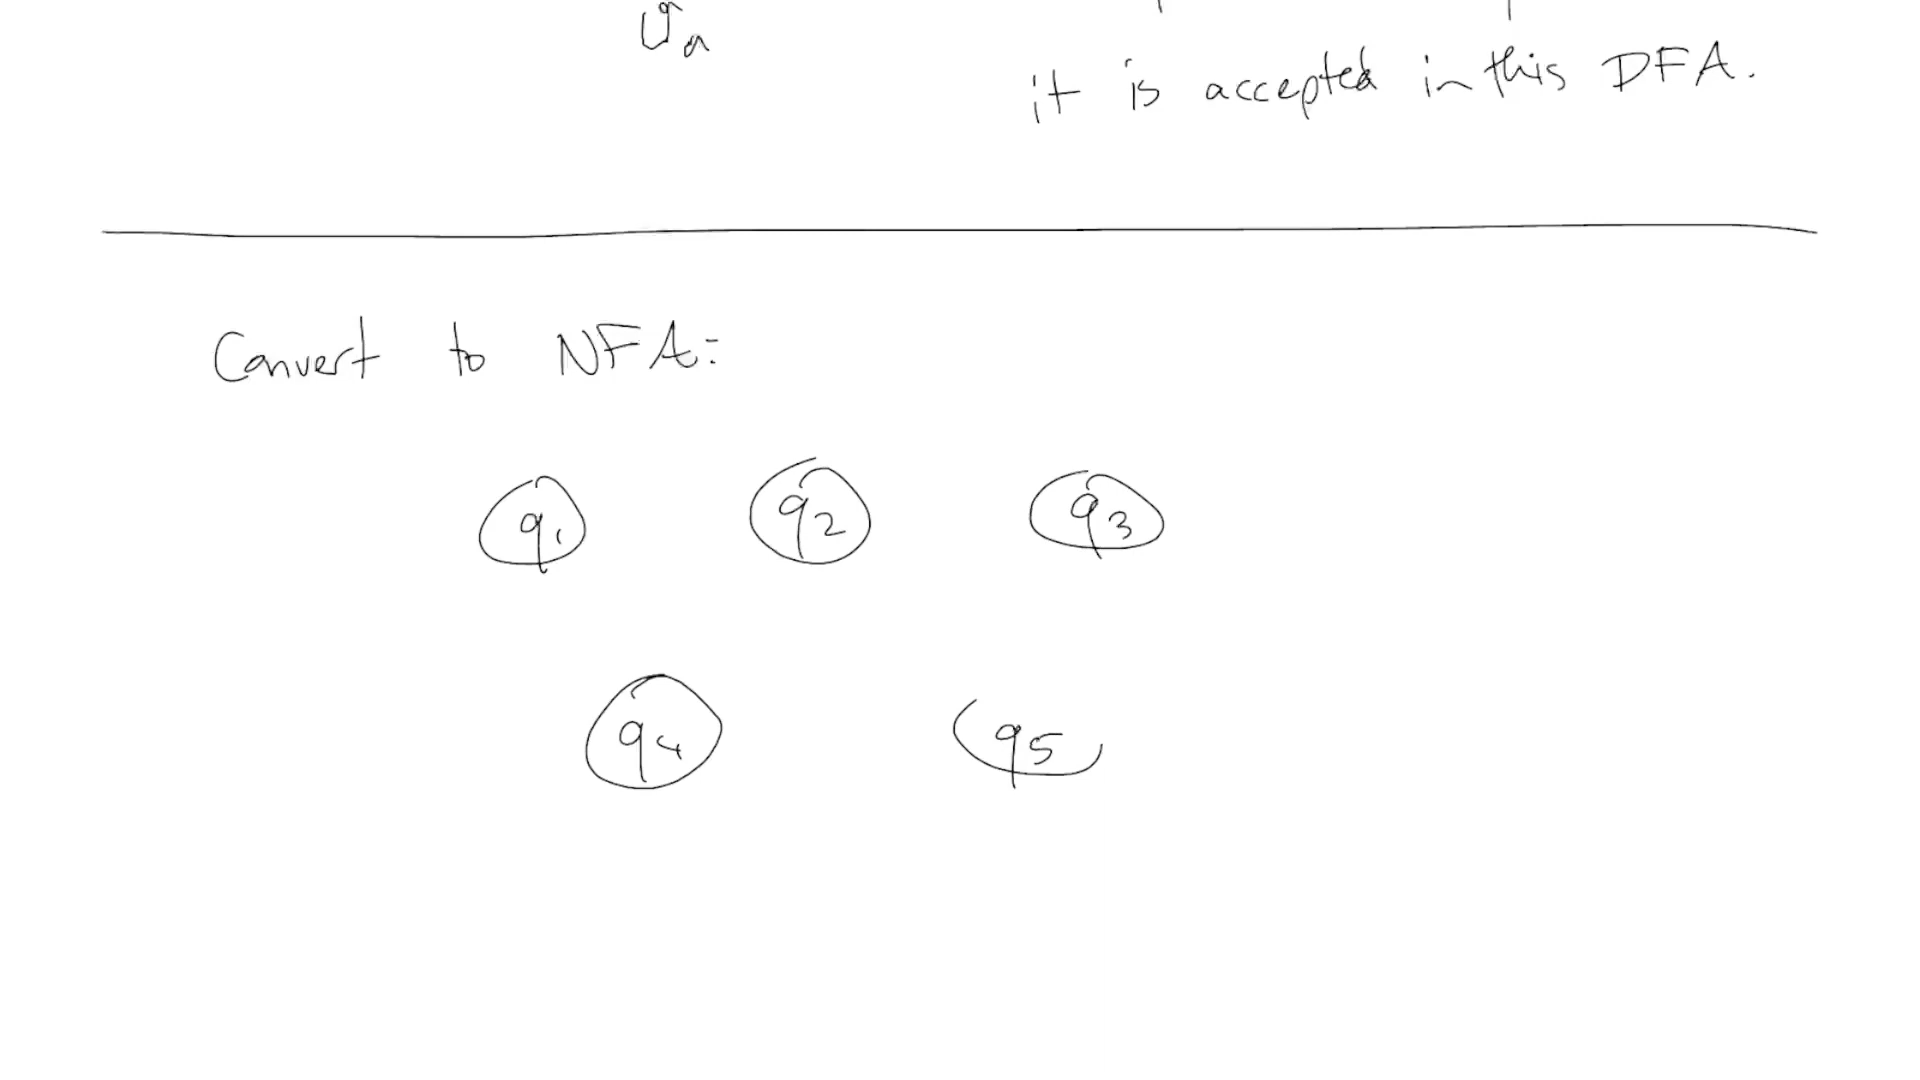 a
it is accepted in this DFA.
Convert to NFA:
q1 q2 q3
q4 q5